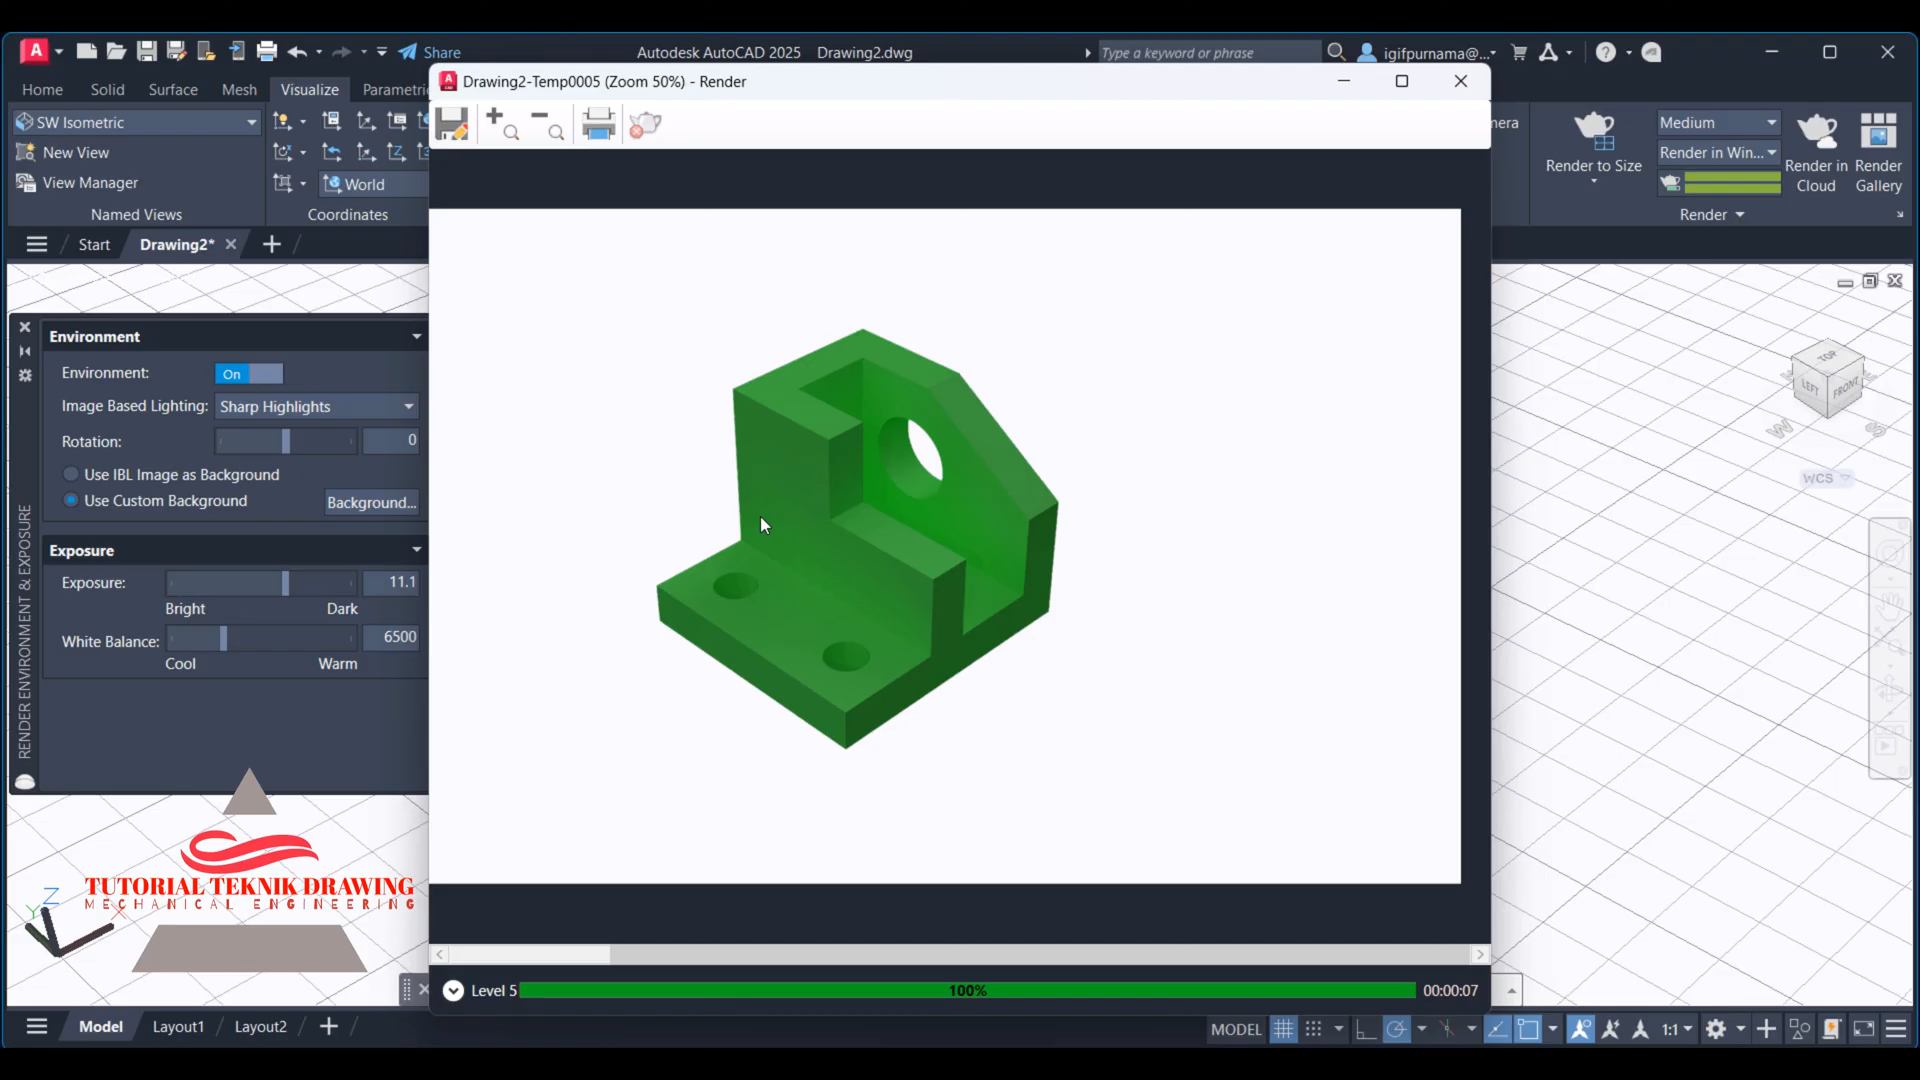 Share
Autodesk AutoCAD 2025 Drawing2.dwg
Type a keyword or phrase
igifpurnama@...
Home Solid Surface Mesh Visualize Parametri
Drawing2-Temp0005 (Zoom 50%) - Render
SW Isometric
New View
View Manager
Named Views
World
Coordinates
mera
Render to Size
Medium
Render in Win...
Render in
Cloud
Render
Gallery
Render
Start Drawing2*
RENDER ENVIRONMENT & EXPOSURE
Environment
Environment: On
Image Based Lighting: Sharp Highlights
Rotation: 0
Use IBL Image as Background
Use Custom Background Background...
Exposure
Exposure: 11.1
Bright Dark
White Balance: 6500
Cool Warm
TOP
LEFT FRONT
W S
WCS
TUTORIAL TEKNIK DRAWING
MECHANICAL ENGINEERING
Z
Y X
Level 5 100% 00:00:07
Model Layout1 Layout2
MODEL 1:1